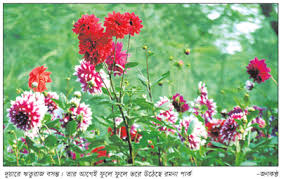 দুয়ারে ঋতুরাজ বসন্ত। তার আগেই ফুলে ফুলে ভরে উঠেছে রমনা পার্ক -জনকণ্ঠ